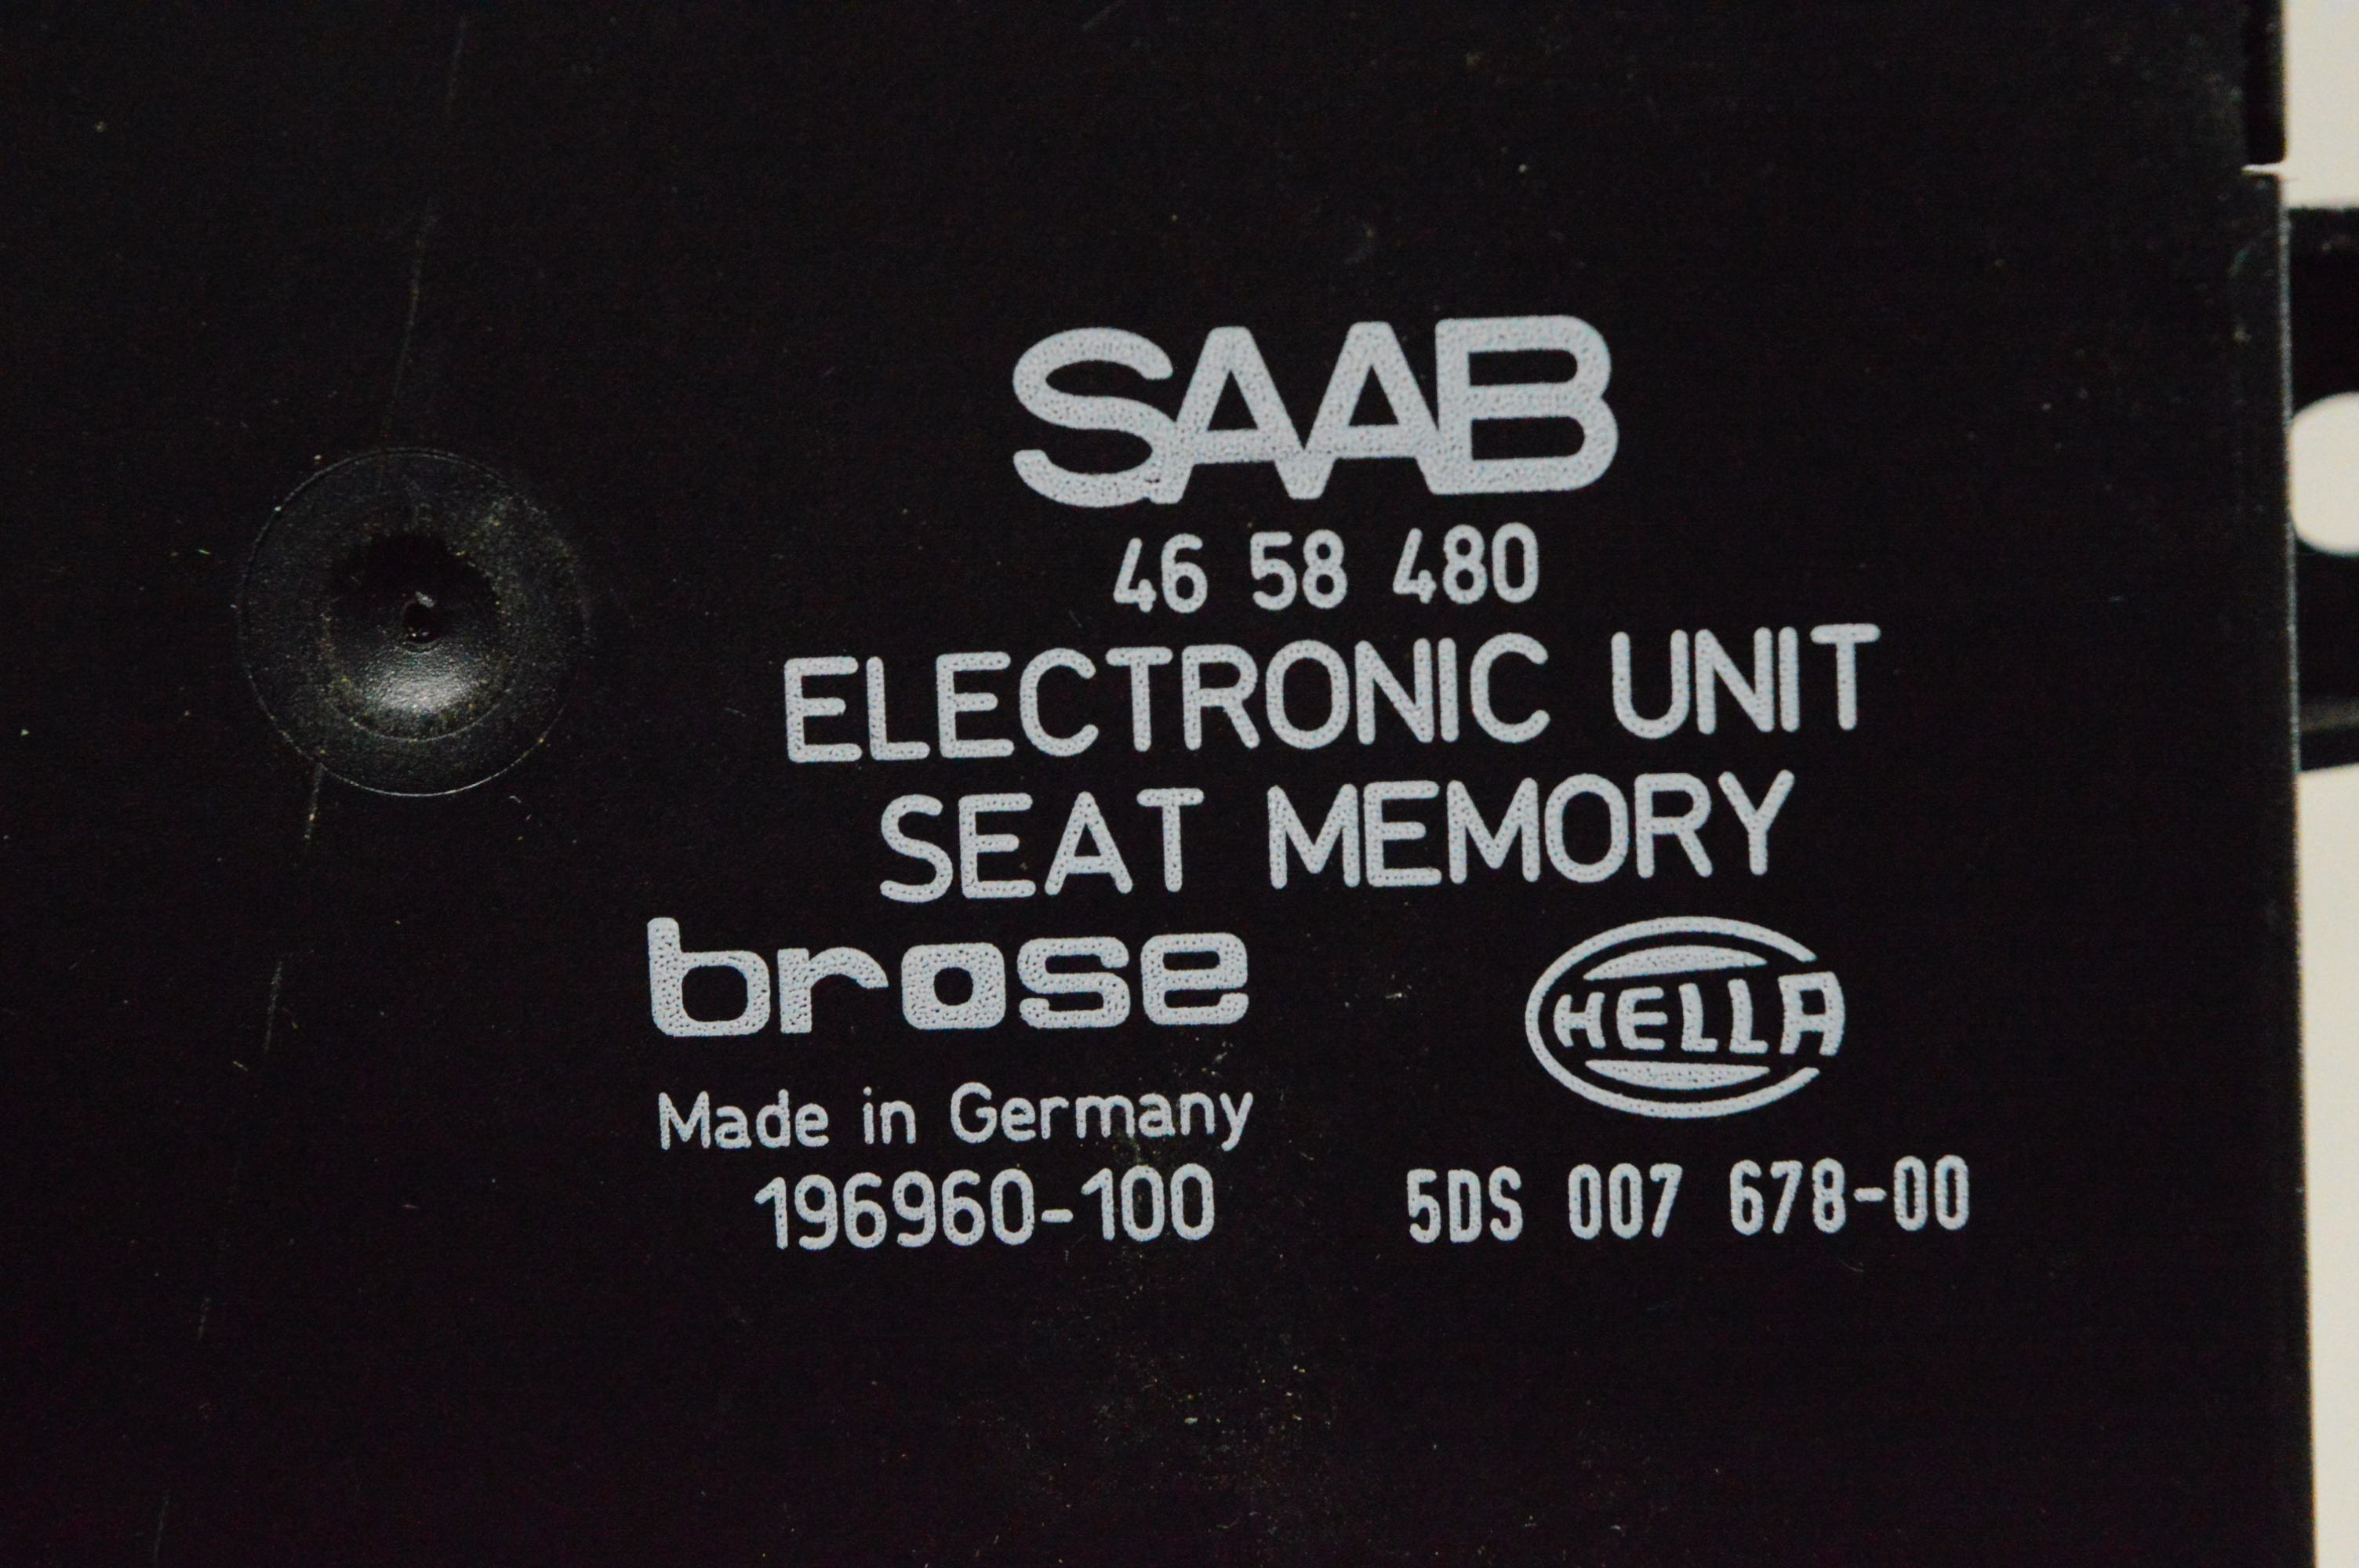 SAAB
46 58 480
ELECTRONIC UNIT
SEAT MEMORY
brose
HELLA
Made in Germany
196960-100
5DS 007 678-00